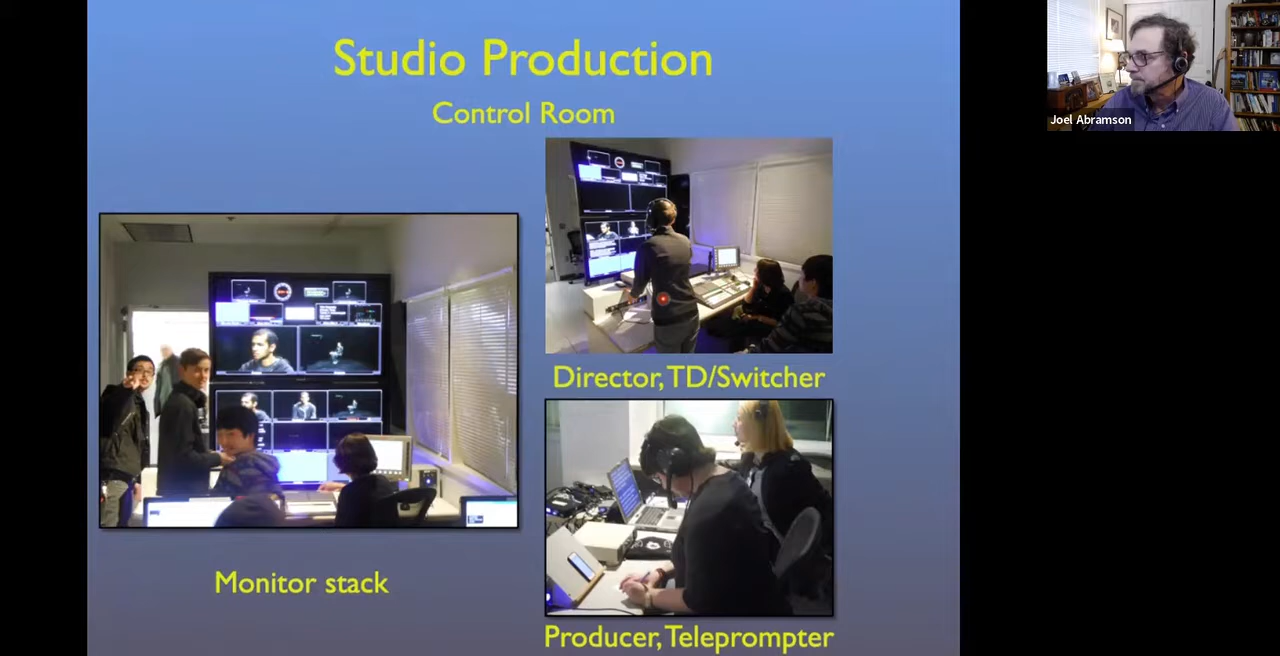 Studio Production
Control Room
Director, TD/Switcher
Monitor stack
Producer, Teleprompter
Joel Abramson